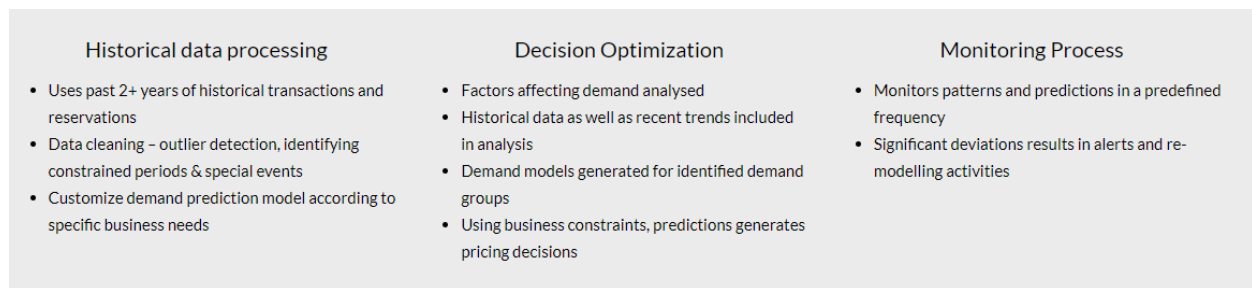 Historical data processing
• Uses past 2+ years of historical transactions and
reservations
• Data cleaning – outlier detection, identifying
constrained periods & special events
• Customize demand prediction model according to
specific business needs
Decision Optimization
• Factors affecting demand analysed
• Historical data as well as recent trends included
in analysis
• Demand models generated for identified demand
groups
• Using business constraints, predictions generates
pricing decisions
Monitoring Process
• Monitors patterns and predictions in a predefined
frequency
• Significant deviations results in alerts and re-
modelling activities